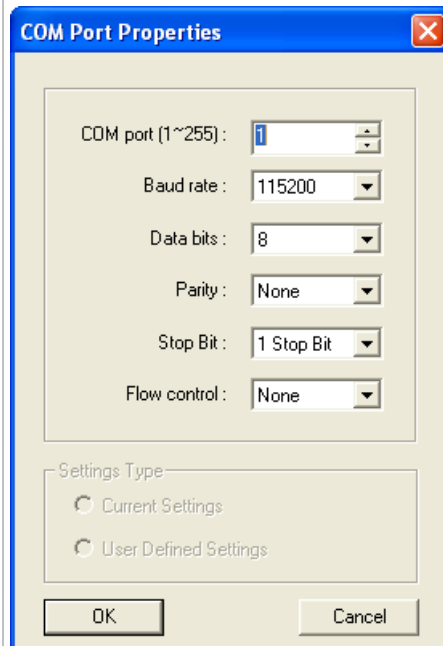 COM Port Properties
COM port (1~255) : 1
Baud rate : 115200
Data bits : 8
Parity : None
Stop Bit : 1 Stop Bit
Flow control : None
Settings Type
Current Settings
User Defined Settings
OK Cancel